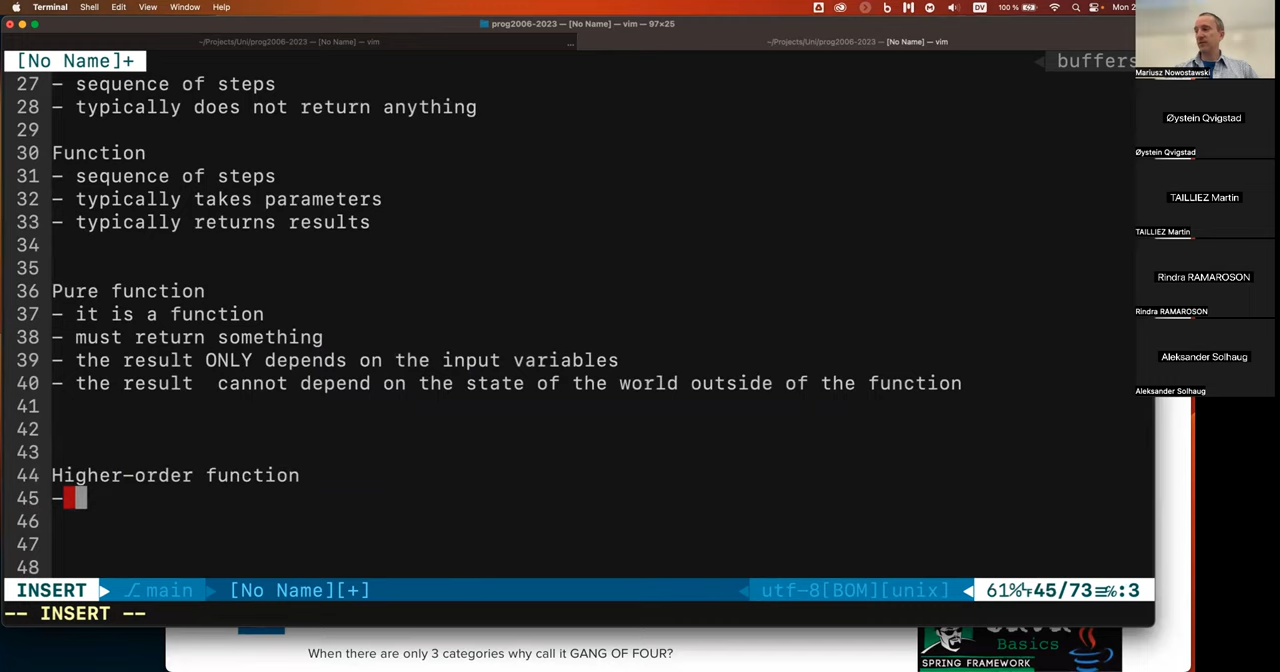 Terminal Shell Edit View Window Help
100 % Mon 2
prog2006-2023 — [No Name] — vim — 97×25
~/Projects/Uni/prog2006-2023 — [No Name] — vim ... ~/Projects/Uni/prog2006-2023 — [No Name] — vim
[No Name]+ buffers
27 - sequence of steps
28 - typically does not return anything
29
30 Function
31 - sequence of steps
32 - typically takes parameters
33 - typically returns results
34
35
36 Pure function
37 - it is a function
38 - must return something
39 - the result ONLY depends on the input variables
40 - the result  cannot depend on the state of the world outside of the function
41
42
43
44 Higher-order function
45 -
46
47
48
INSERT main [No Name][+] utf-8[BOM][unix] 61% 45/73 :3
-- INSERT --
Mariusz Nowostawski
Øystein Qvigstad
Øystein Qvigstad
TAILLIEZ Martin
TAILLIEZ Martin
Rindra RAMAROSON
Rindra RAMAROSON
Aleksander Solhaug
Aleksander Solhaug
When there are only 3 categories why call it GANG OF FOUR?
Basics
SPRING FRAMEWORK